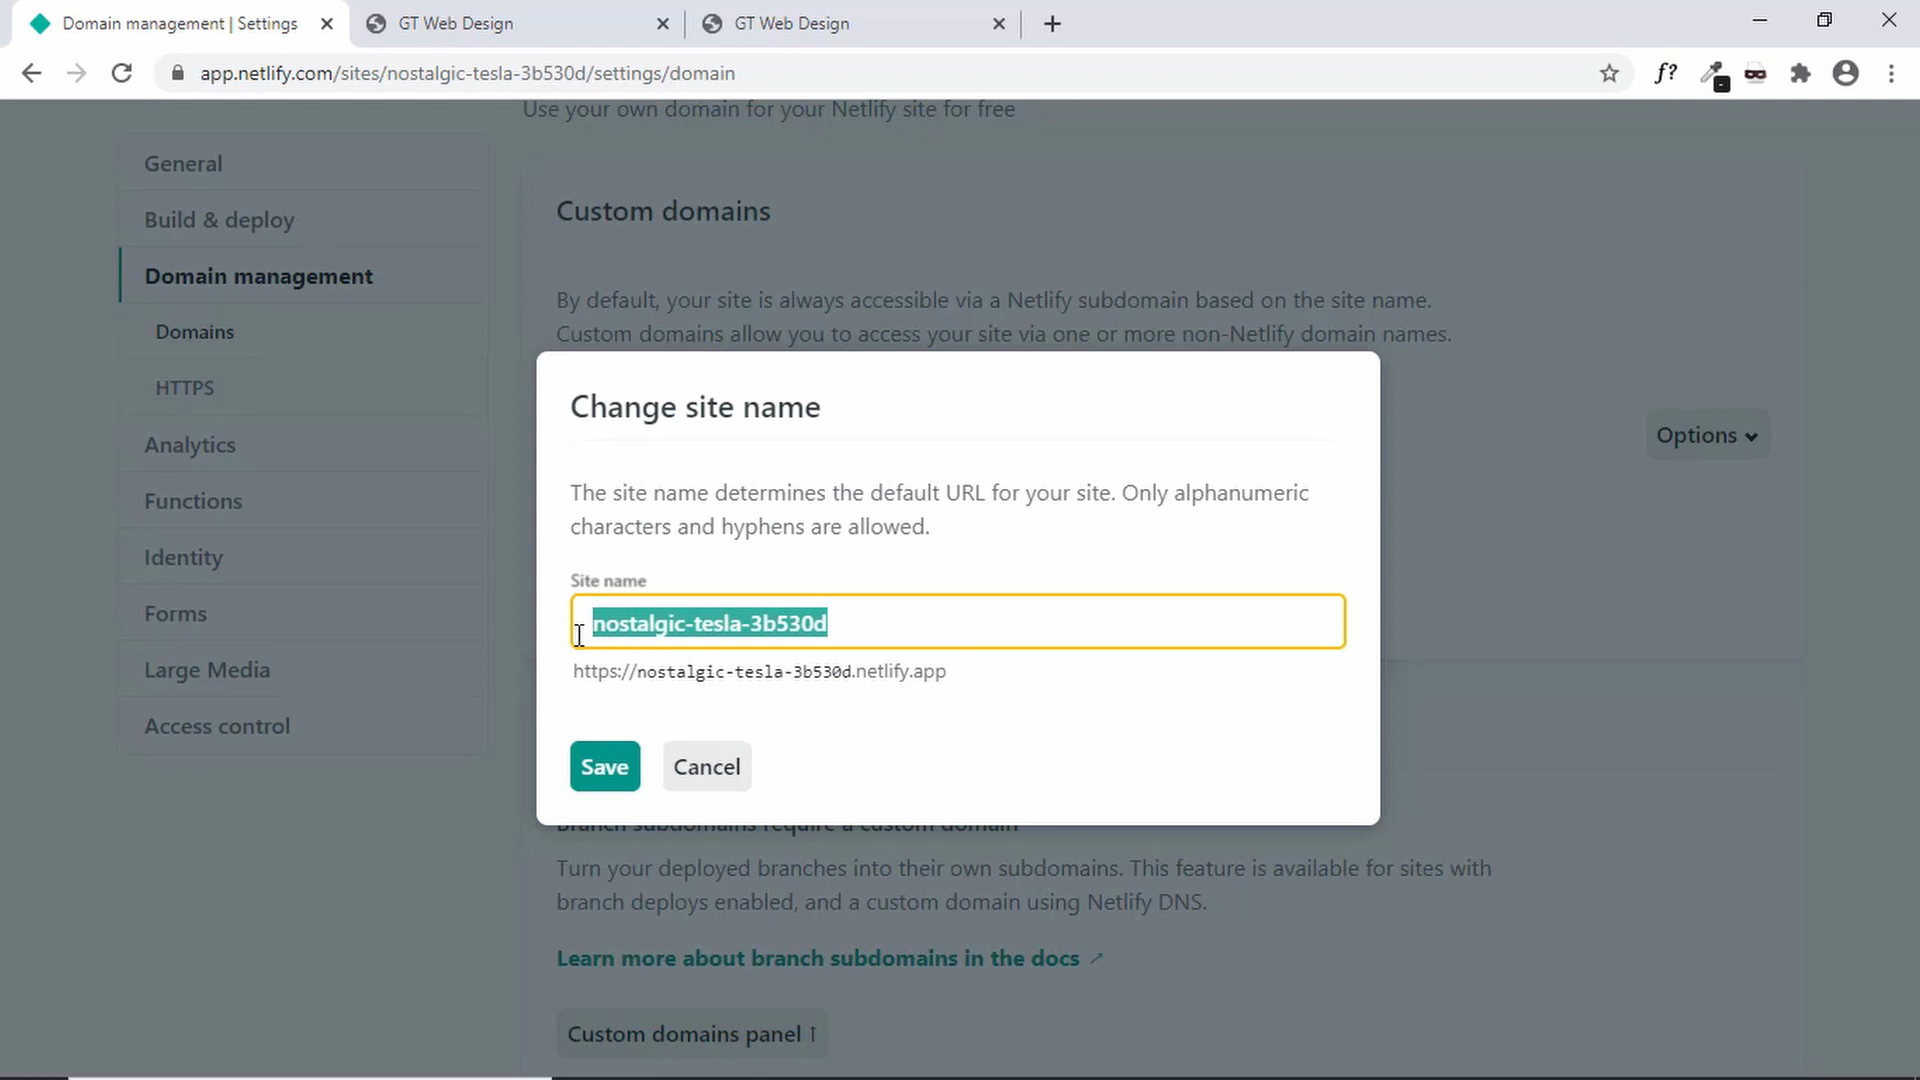 Domain management | Settings
GT Web Design
GT Web Design
app.netlify.com/sites/nostalgic-tesla-3b530d/settings/domain
f?
Use your own domain for your Netlify site for free
General
Build & deploy
Domain management
Domains
HTTPS
Analytics
Functions
Identity
Forms
Large Media
Access control
Custom domains
By default, your site is always accessible via a Netlify subdomain based on the site name.
Custom domains allow you to access your site via one or more non-Netlify domain names.
Options
Change site name
The site name determines the default URL for your site. Only alphanumeric
characters and hyphens are allowed.
Site name
nostalgic-tesla-3b530d
https://nostalgic-tesla-3b530d.netlify.app
Save
Cancel
Branch subdomains require a custom domain
Turn your deployed branches into their own subdomains. This feature is available for sites with
branch deploys enabled, and a custom domain using Netlify DNS.
Learn more about branch subdomains in the docs ↗
Custom domains panel ↑